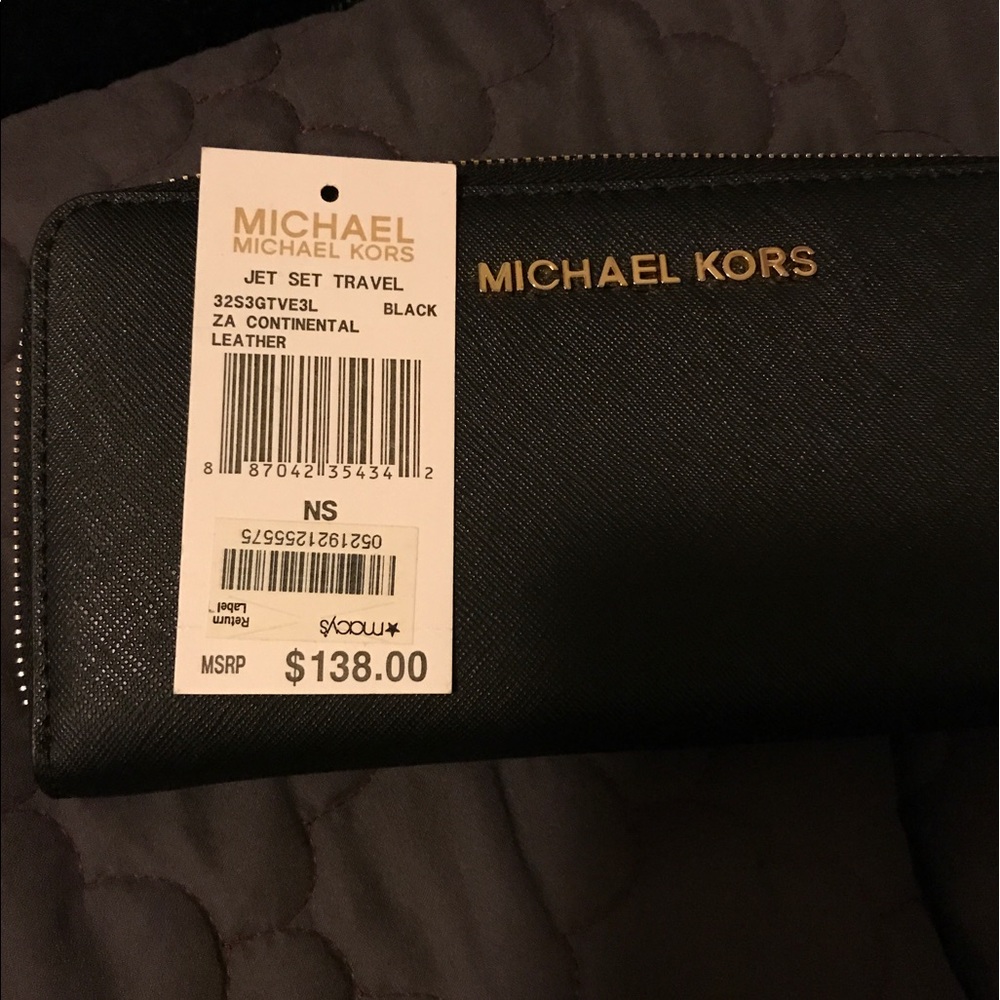 MICHAEL
MICHAEL KORS
JET SET TRAVEL
32S3GTVE3L BLACK
ZA CONTINENTAL
LEATHER
8 87042 35434 2
NS
0521921255575
Return
Label
macy's
MSRP $138.00
MICHAEL KORS